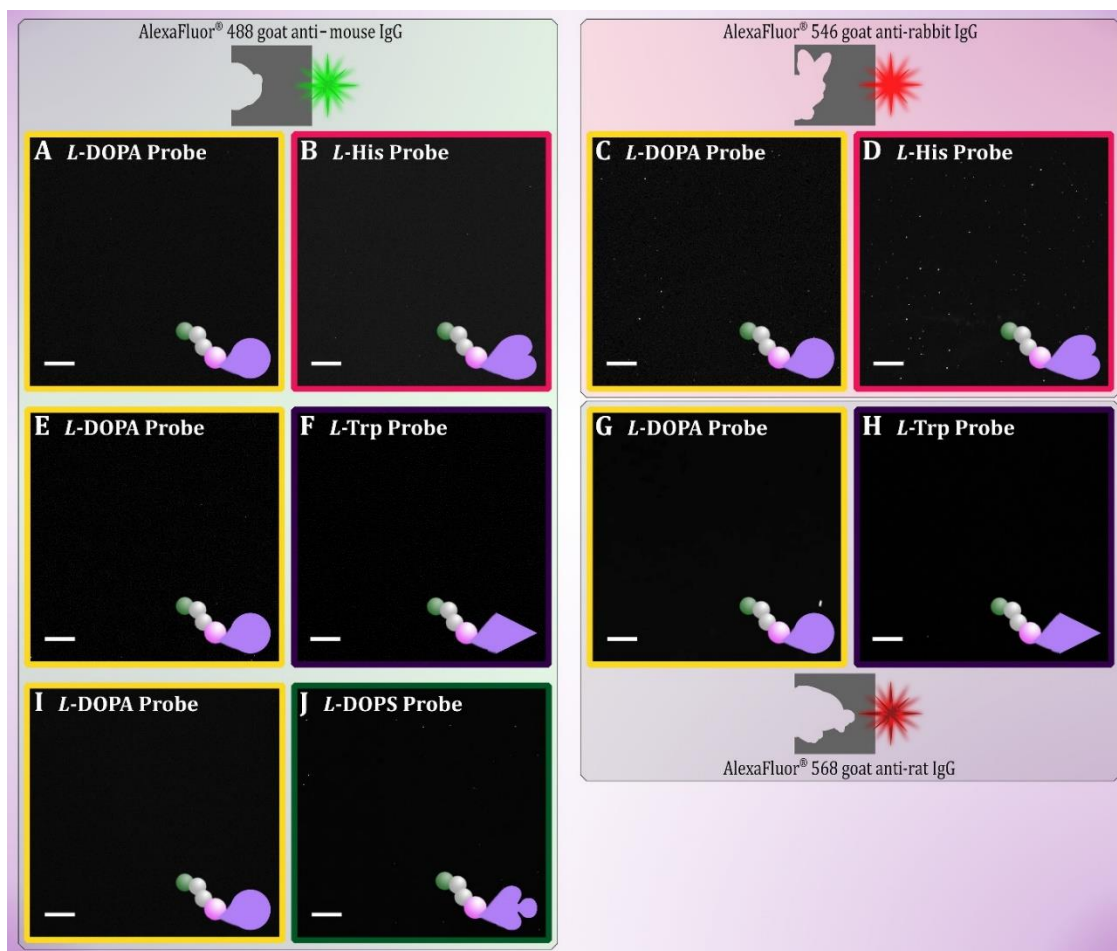 AlexaFluor® 488 goat anti–mouse IgG
AlexaFluor® 546 goat anti-rabbit IgG
A L-DOPA Probe
B L-His Probe
C L-DOPA Probe
D L-His Probe
E L-DOPA Probe
F L-Trp Probe
G L-DOPA Probe
H L-Trp Probe
I L-DOPA Probe
J L-DOPS Probe
AlexaFluor® 568 goat anti-rat IgG